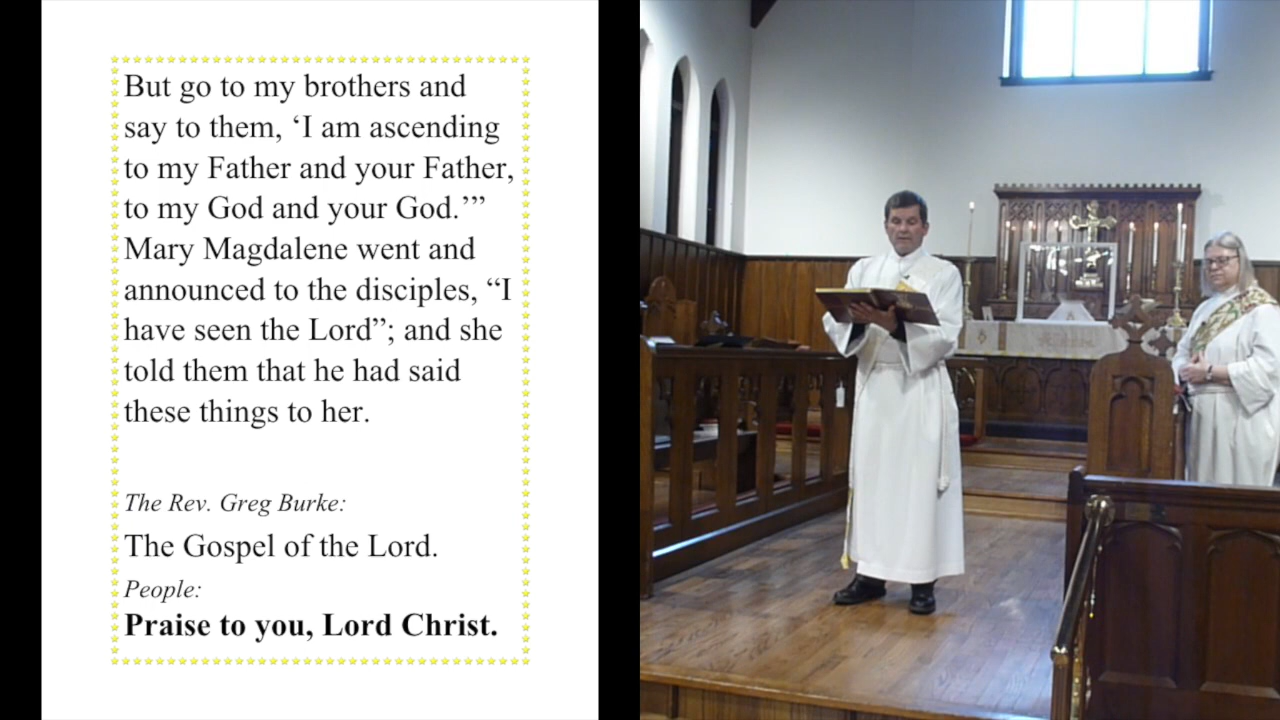 But go to my brothers and
say to them, ‘I am ascending
to my Father and your Father,
to my God and your God.’”
Mary Magdalene went and
announced to the disciples, “I
have seen the Lord”; and she
told them that he had said
these things to her.
The Rev. Greg Burke:
The Gospel of the Lord.
People:
Praise to you, Lord Christ.